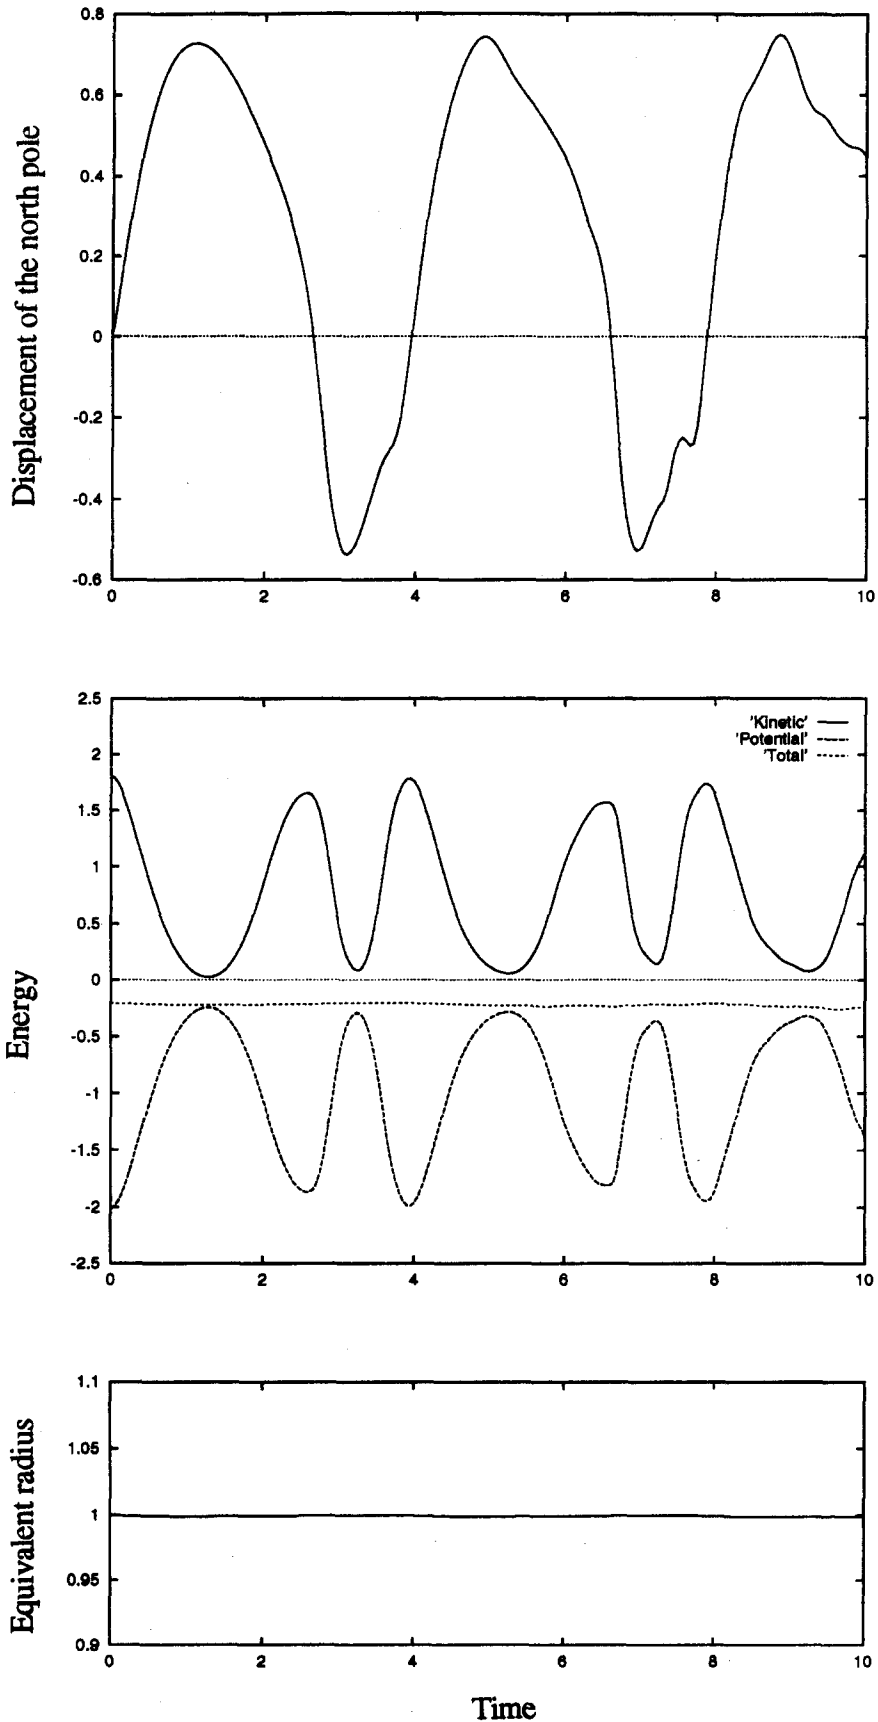 Displacement of the north pole
0.8
0.6
0.4
0.2
0
-0.2
-0.4
-0.6
0 2 4 6 8 10
Energy
2.5
2
1.5
1
0.5
0
-0.5
-1
-1.5
-2
-2.5
'Kinetic'
'Potential'
'Total'
0 2 4 6 8 10
Equivalent radius
1.1
1.05
1
0.95
0.9
0 2 4 6 8 10
Time